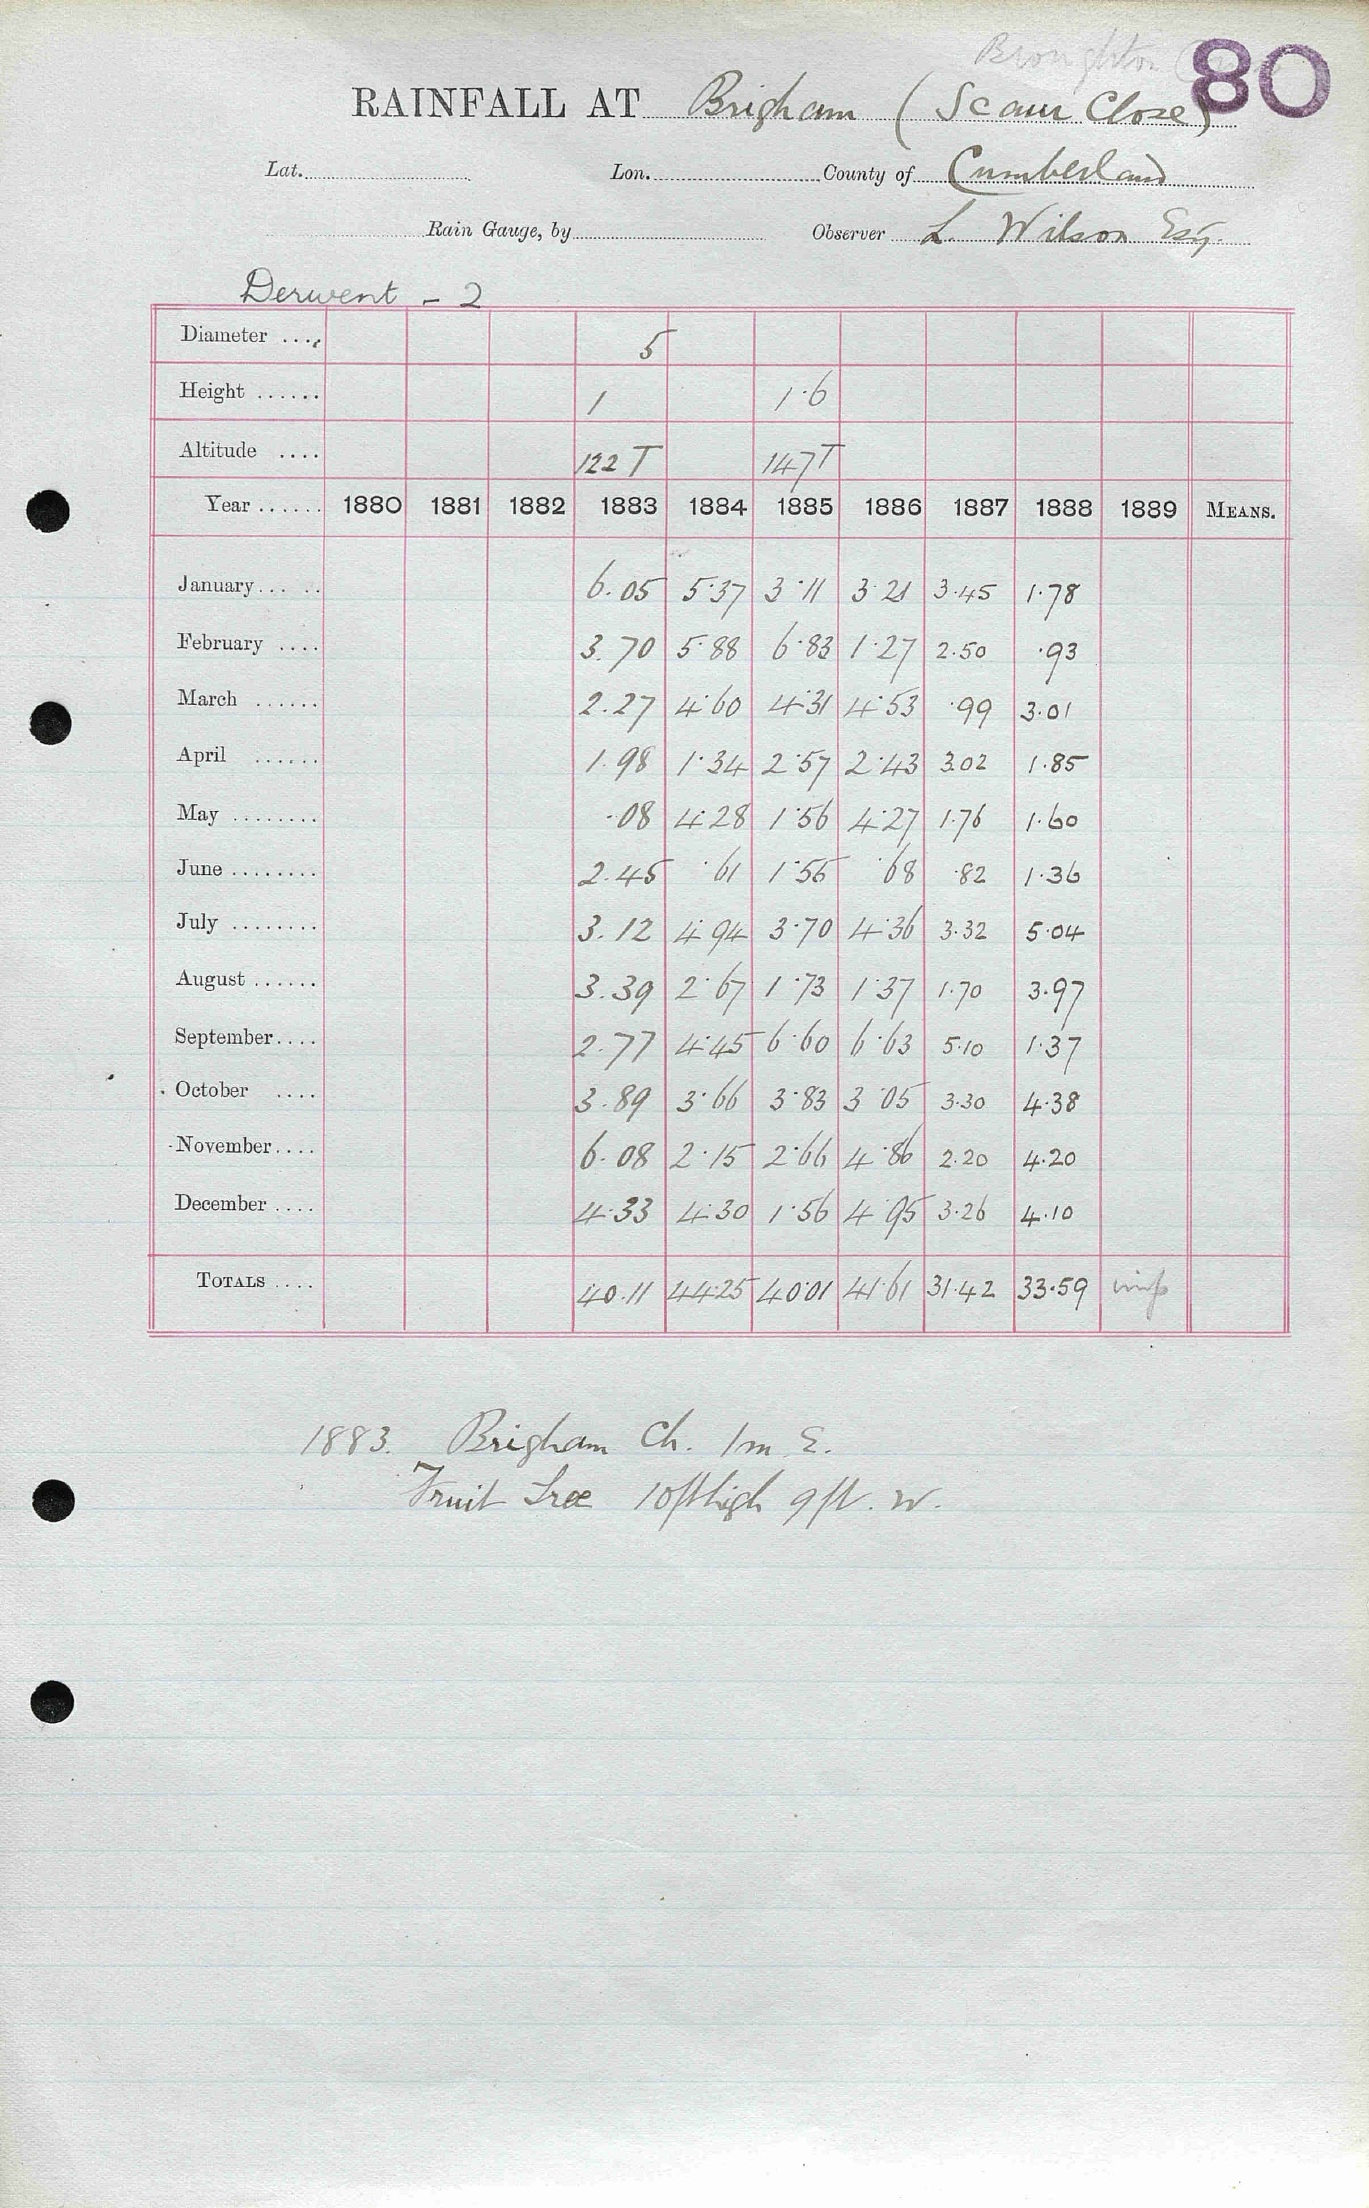 Broughton
80
RAINFALL AT Brigham (Scaur Close)
Lat. Lon. County of Cumberland
Rain Gauge, by Observer L. Wilson Esq.
Derwent - 2
Diameter .... 5
Height ...... 1 1·6
Altitude .... 122 T 147 T
Year ...... 1880 1881 1882 1883 1884 1885 1886 1887 1888 1889 MEANS.
January.... 6.05 5·37 3·11 3·21 3·45 1·78
February .... 3.70 5·88 6·83 1·27 2·50 ·93
March ...... 2.27 4·60 4·31 4·53 ·99 3·01
April ...... 1.98 1·34 2·57 2·43 3.02 1·85
May ........ ·08 4·28 1·56 4·27 1·76 1·60
June ........ 2.45 ·61 1·55 ·68 ·82 1·36
July ........ 3.12 4·94 3·70 4·36 3·32 5·04
August ...... 3.39 2·67 1·73 1·37 1·70 3·97
September.... 2.77 4·45 6·60 6·63 5·10 1·37
October .... 3.89 3·66 3·83 3·05 3·30 4·38
November.... 6.08 2·15 2·66 4·86 2·20 4·20
December .... 4·33 4·30 1·56 4·95 3·26 4·10
TOTALS .... 40.11 44·25 40·01 41·61 31·42 33·59 imp
1883. Brigham Ch. 1m E.
Fruit Tree 10ft high 9ft. W.